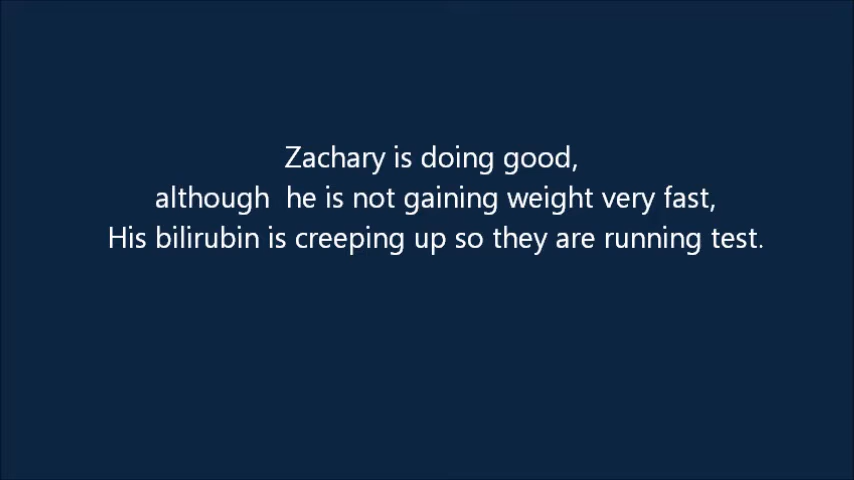 Zachary is doing good,
although  he is not gaining weight very fast,
His bilirubin is creeping up so they are running test.